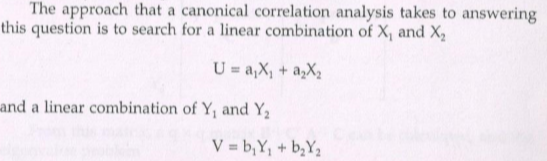 The approach that a canonical correlation analysis takes to answering
this question is to search for a linear combination of X₁ and X₂
U = a₁X₁ + a₂X₂
and a linear combination of Y₁ and Y₂
V = b₁Y₁ + b₂Y₂